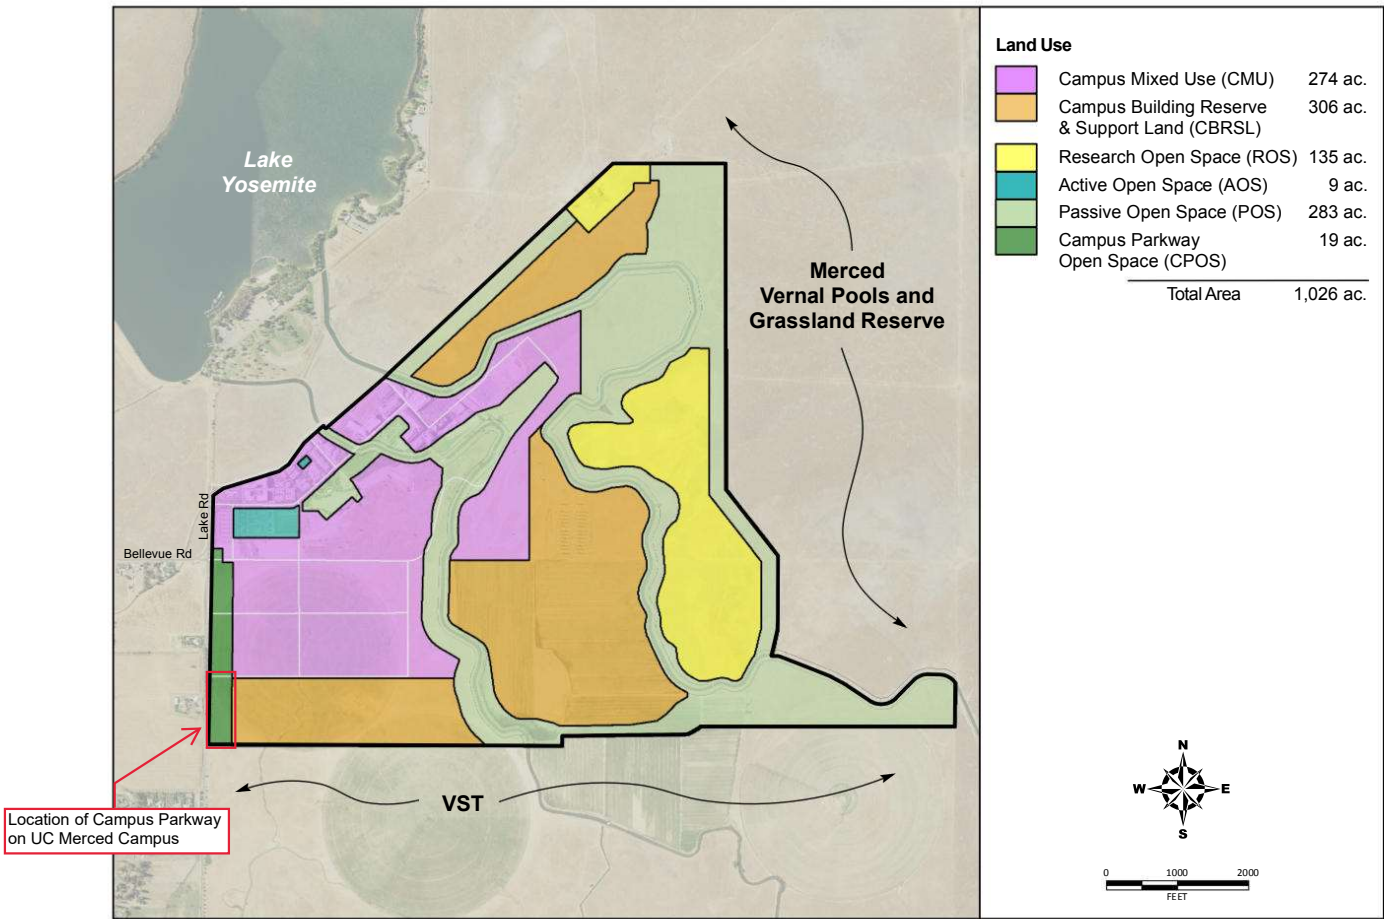 Lake
Yosemite
Merced
Vernal Pools and
Grassland Reserve
Lake Rd
Bellevue Rd
VST
Location of Campus Parkway
on UC Merced Campus
Land Use
Campus Mixed Use (CMU) 274 ac.
Campus Building Reserve 306 ac.
& Support Land (CBRSL)
Research Open Space (ROS) 135 ac.
Active Open Space (AOS) 9 ac.
Passive Open Space (POS) 283 ac.
Campus Parkway 19 ac.
Open Space (CPOS)
Total Area 1,026 ac.
N
W E
S
0 1000 2000
FEET